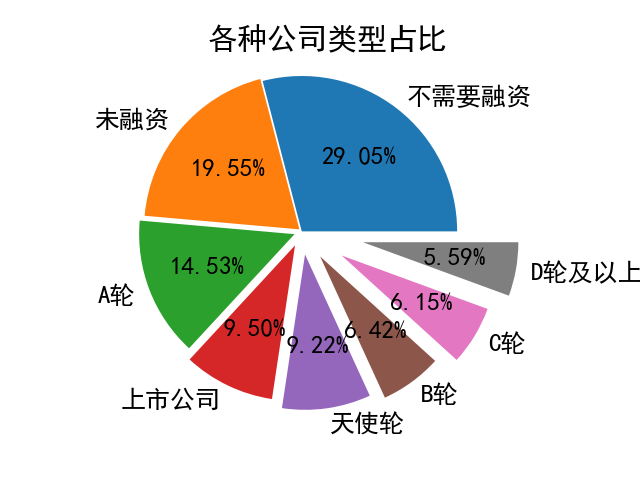 各种公司类型占比
不需要融资
29.05%
未融资
19.55%
A轮
14.53%
上市公司
9.50%
天使轮
9.22%
B轮
6.42%
C轮
6.15%
D轮及以上
5.59%